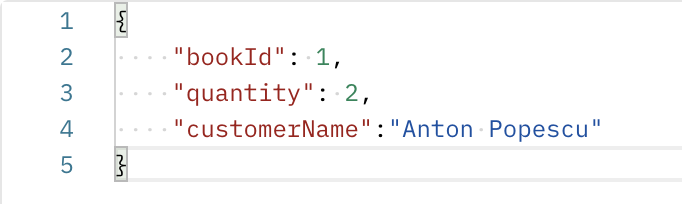 1 {
2     "bookId": 1,
3     "quantity": 2,
4     "customerName":"Anton Popescu"
5 }